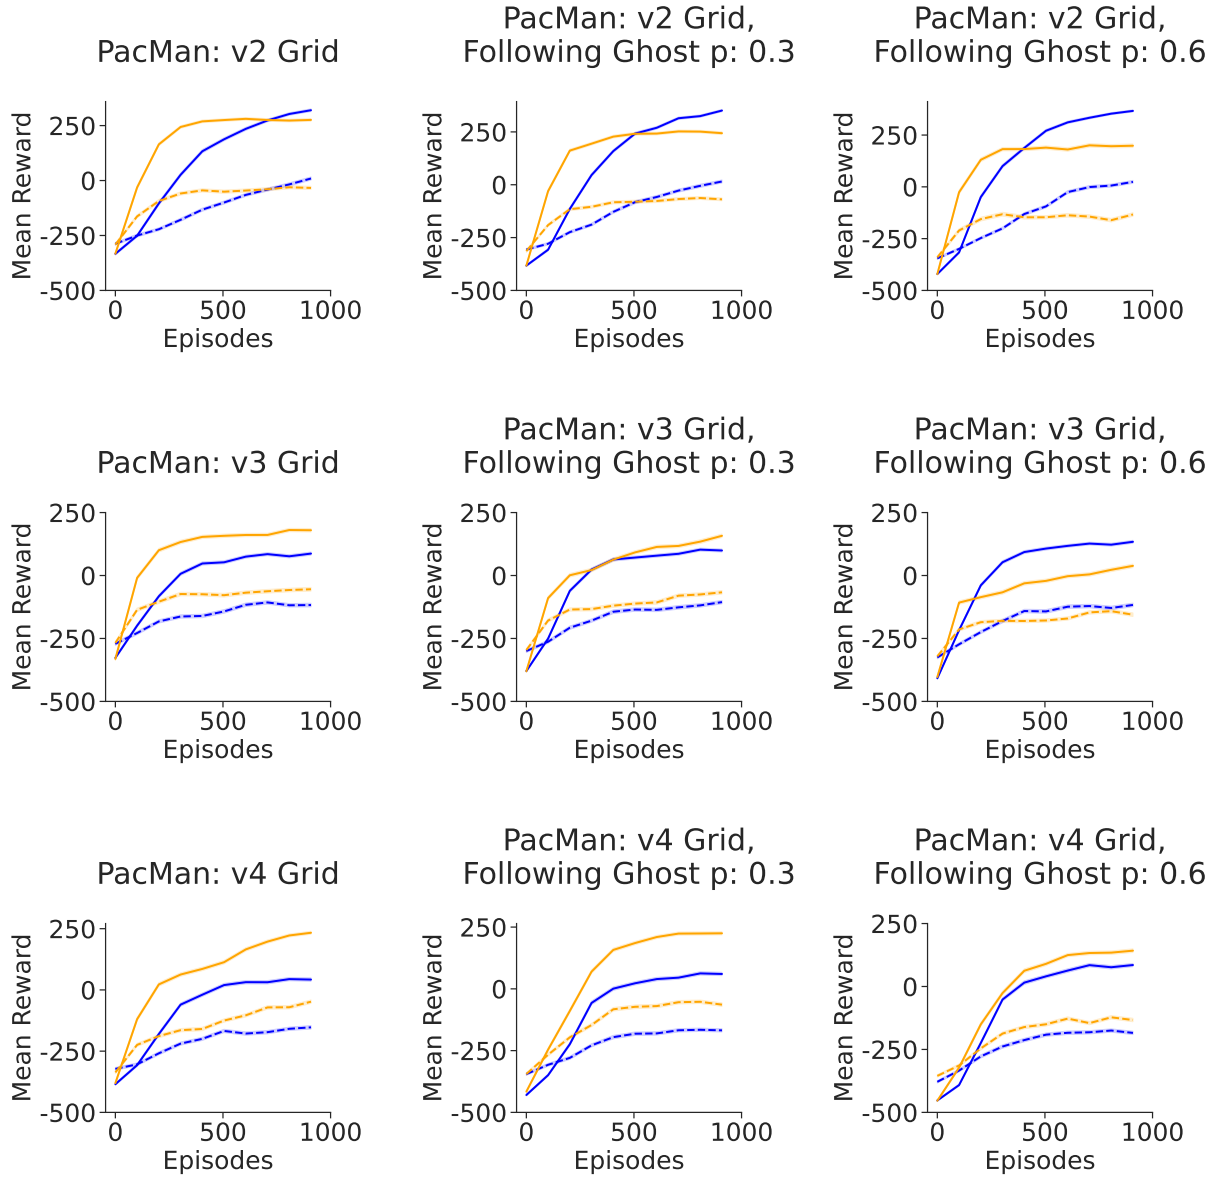 PacMan: v2 Grid
Mean Reward
250
0
-250
-500
0 500 1000
Episodes
PacMan: v2 Grid,
Following Ghost p: 0.3
Mean Reward
250
0
-250
-500
0 500 1000
Episodes
PacMan: v2 Grid,
Following Ghost p: 0.6
Mean Reward
250
0
-250
-500
0 500 1000
Episodes
PacMan: v3 Grid
Mean Reward
250
0
-250
-500
0 500 1000
Episodes
PacMan: v3 Grid,
Following Ghost p: 0.3
Mean Reward
250
0
-250
-500
0 500 1000
Episodes
PacMan: v3 Grid,
Following Ghost p: 0.6
Mean Reward
250
0
-250
-500
0 500 1000
Episodes
PacMan: v4 Grid
Mean Reward
250
0
-250
-500
0 500 1000
Episodes
PacMan: v4 Grid,
Following Ghost p: 0.3
Mean Reward
250
0
-250
-500
0 500 1000
Episodes
PacMan: v4 Grid,
Following Ghost p: 0.6
Mean Reward
250
0
-250
-500
0 500 1000
Episodes